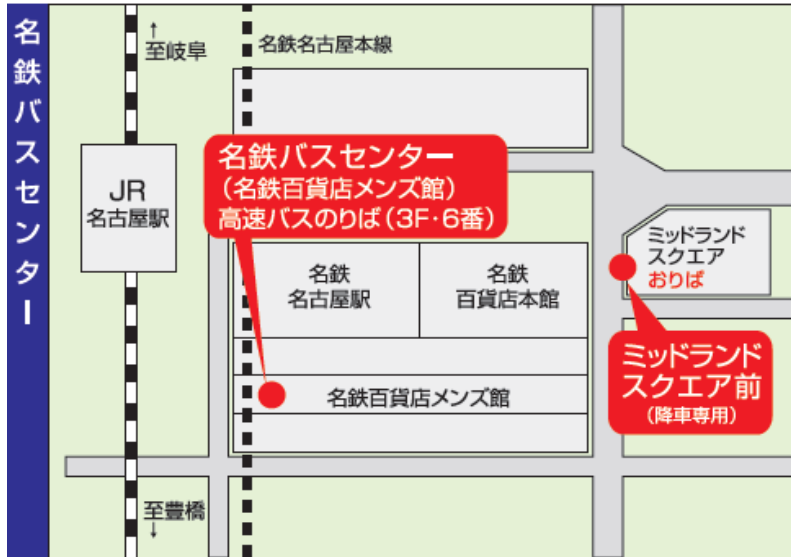 名鉄バスセンター
↑
至岐阜
名鉄名古屋本線
JR
名古屋駅
名鉄バスセンター
(名鉄百貨店メンズ館)
高速バスのりば(3F・6番)
名鉄
名古屋駅
名鉄
百貨店本館
ミッドランド
スクエア
おりば
ミッドランド
スクエア前
(降車専用)
名鉄百貨店メンズ館
至豊橋
↓